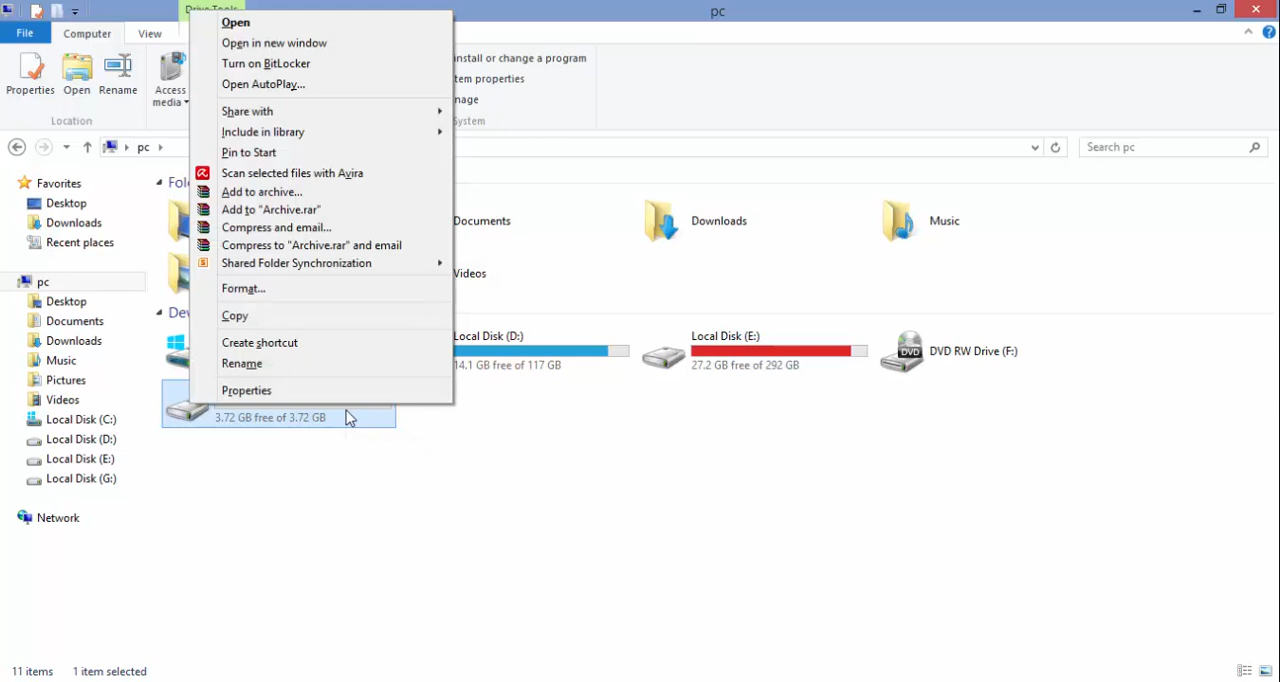 Drive Tools
pc
File
Computer
View
Properties
Open
Rename
Access media
Location
install or change a program
tem properties
nage
System
pc
Search pc
Open
Open in new window
Turn on BitLocker
Open AutoPlay...
Share with
Include in library
Pin to Start
Scan selected files with Avira
Add to archive...
Add to "Archive.rar"
Compress and email...
Compress to "Archive.rar" and email
Shared Folder Synchronization
Format...
Copy
Create shortcut
Rename
Properties
Favorites
Desktop
Downloads
Recent places
pc
Desktop
Documents
Downloads
Music
Pictures
Videos
Local Disk (C:)
Local Disk (D:)
Local Disk (E:)
Local Disk (G:)
Network
Fol
Documents
Downloads
Music
Videos
Dev
Local Disk (D:)
14.1 GB free of 117 GB
Local Disk (E:)
27.2 GB free of 292 GB
DVD
DVD RW Drive (F:)
3.72 GB free of 3.72 GB
11 items
1 item selected